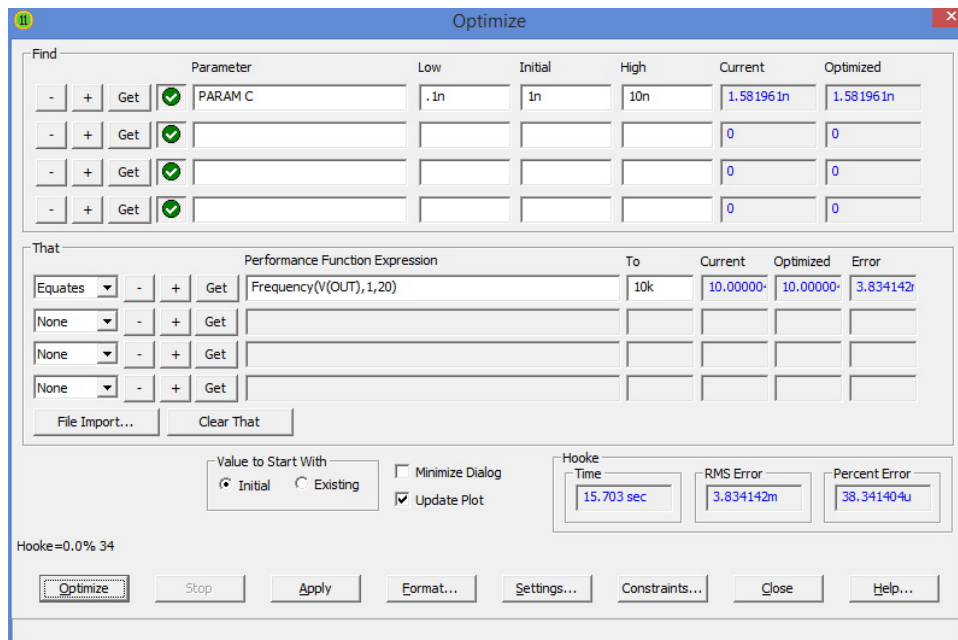 11 Optimize
Find
Parameter Low Initial High Current Optimized
- + Get PARAM C .1n 1n 10n 1.581961n 1.581961n
- + Get 0 0
- + Get 0 0
- + Get 0 0
That
Performance Function Expression To Current Optimized Error
Equates - + Get Frequency(V(OUT),1,20) 10k 10.00000 10.00000 3.834142
None - + Get
None - + Get
None - + Get
File Import... Clear That
Value to Start With
Initial Existing
Minimize Dialog
Update Plot
Hooke
Time RMS Error Percent Error
15.703 sec 3.834142m 38.341404u
Hooke=0.0% 34
Optimize Stop Apply Format... Settings... Constraints... Close Help...